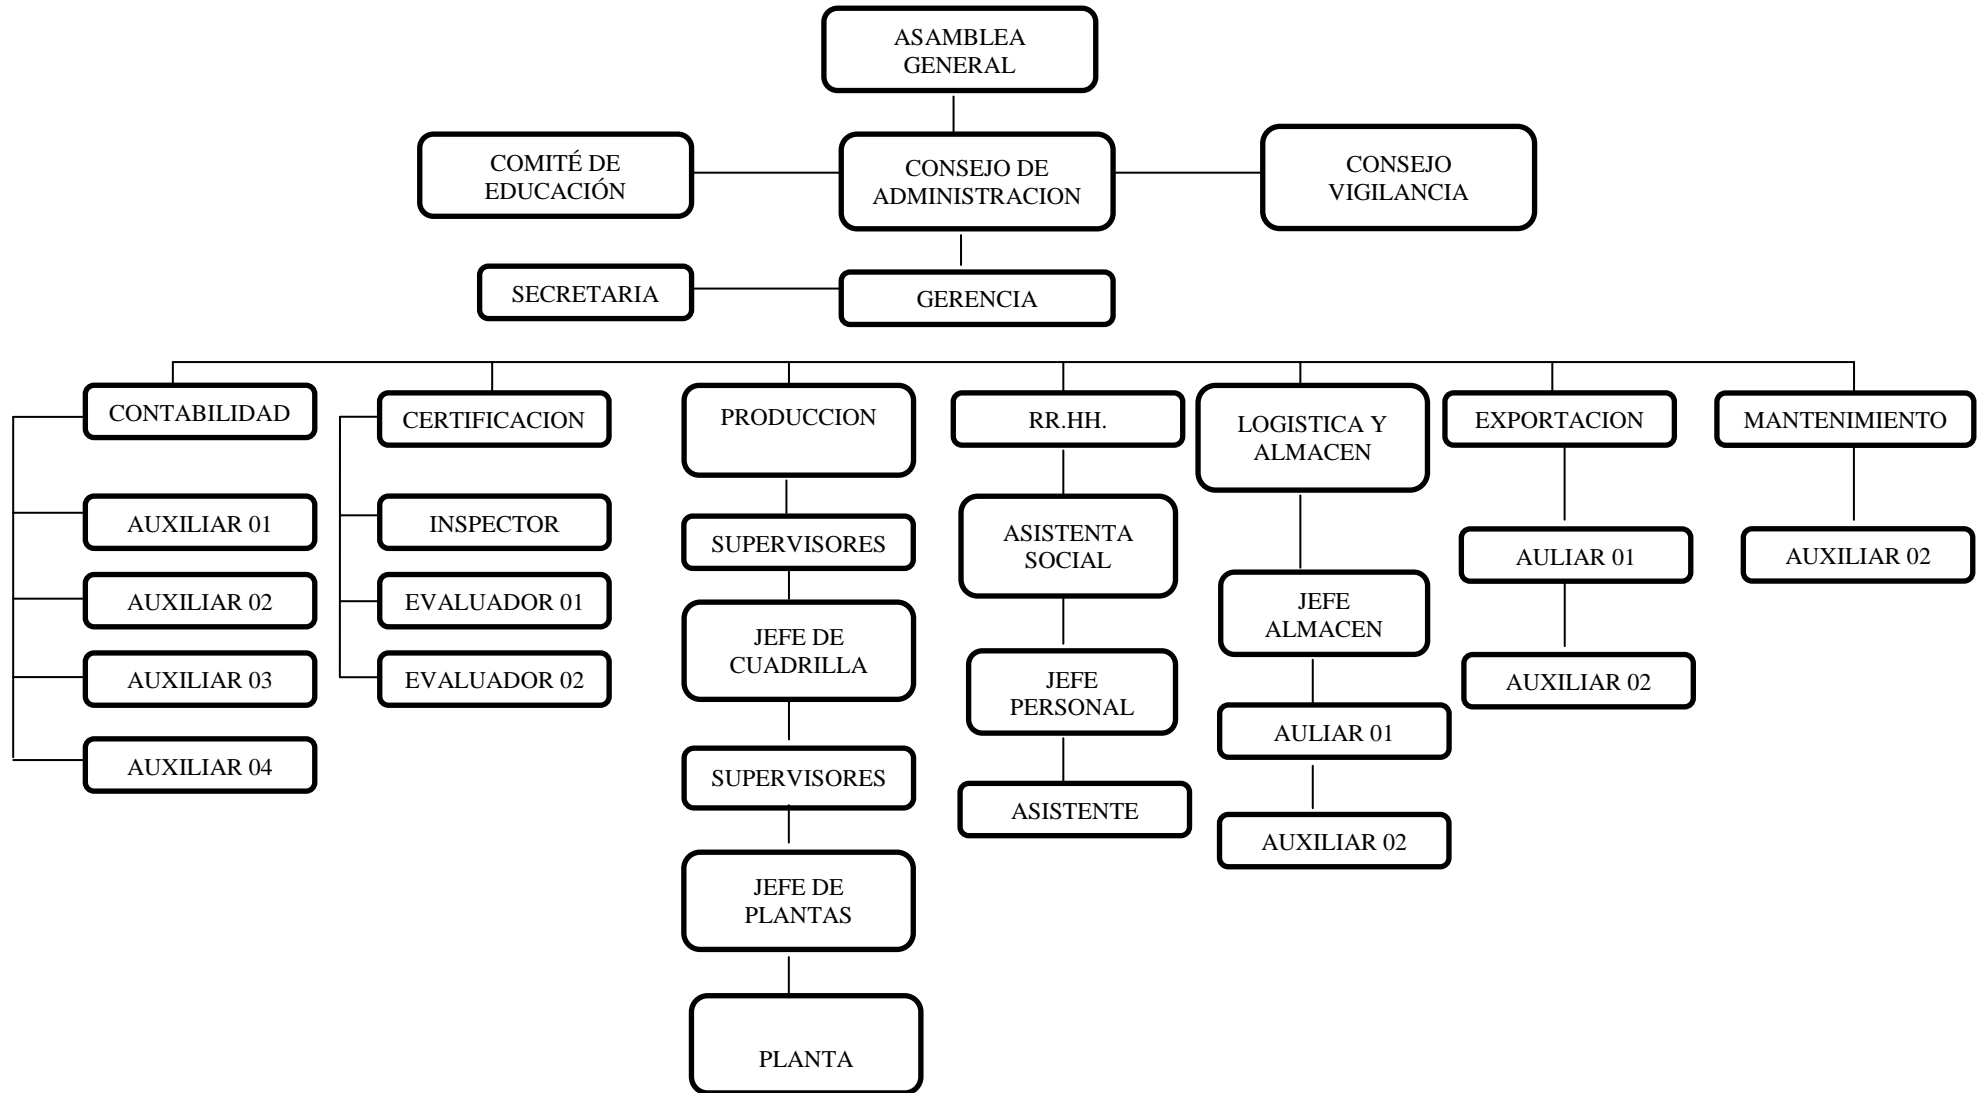 ASAMBLEA
GENERAL
COMITÉ DE
EDUCACIÓN
CONSEJO DE
ADMINISTRACION
CONSEJO
VIGILANCIA
SECRETARIA
GERENCIA
CONTABILIDAD
AUXILIAR 01
AUXILIAR 02
AUXILIAR 03
AUXILIAR 04
CERTIFICACION
INSPECTOR
EVALUADOR 01
EVALUADOR 02
PRODUCCION
SUPERVISORES
JEFE DE
CUADRILLA
SUPERVISORES
JEFE DE
PLANTAS
PLANTA
RR.HH.
ASISTENTA
SOCIAL
JEFE
PERSONAL
ASISTENTE
LOGISTICA Y
ALMACEN
JEFE
ALMACEN
AULIAR 01
AUXILIAR 02
EXPORTACION
AULIAR 01
AUXILIAR 02
MANTENIMIENTO
AUXILIAR 02